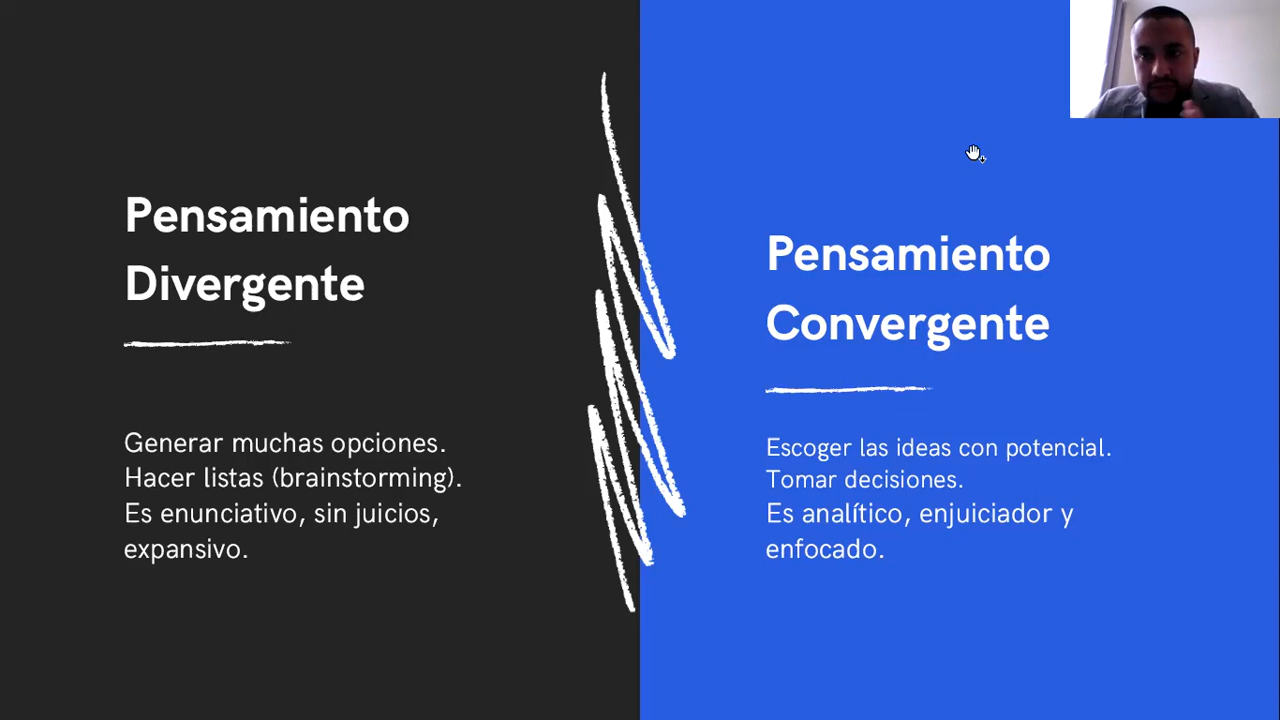 Pensamiento
Divergente
Generar muchas opciones.
Hacer listas (brainstorming).
Es enunciativo, sin juicios,
expansivo.
Pensamiento
Convergente
Escoger las ideas con potencial.
Tomar decisiones.
Es analítico, enjuiciador y
enfocado.